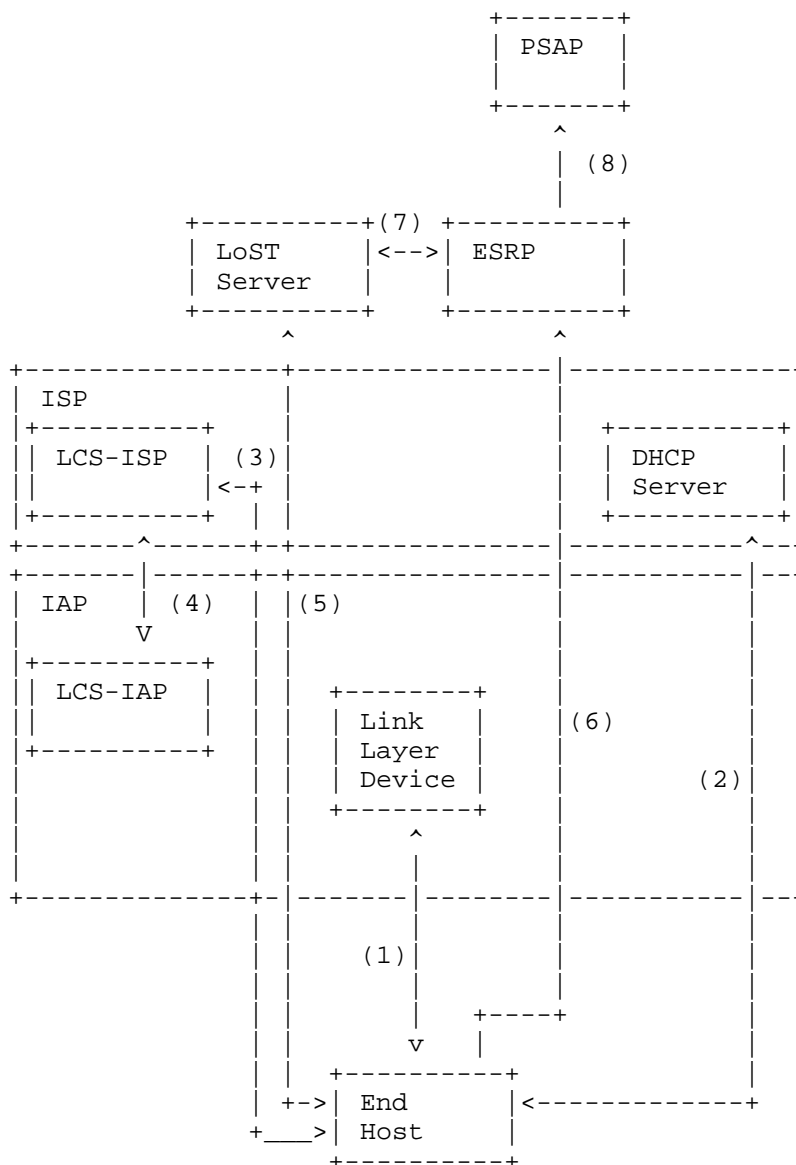 PSAP
(8)
(7)
LoST
Server
ESRP
ISP
LCS-ISP
(3)
DHCP
Server
IAP
(4)
(5)
V
LCS-IAP
Link
Layer
Device
(6)
(2)
(1)
v
End
Host